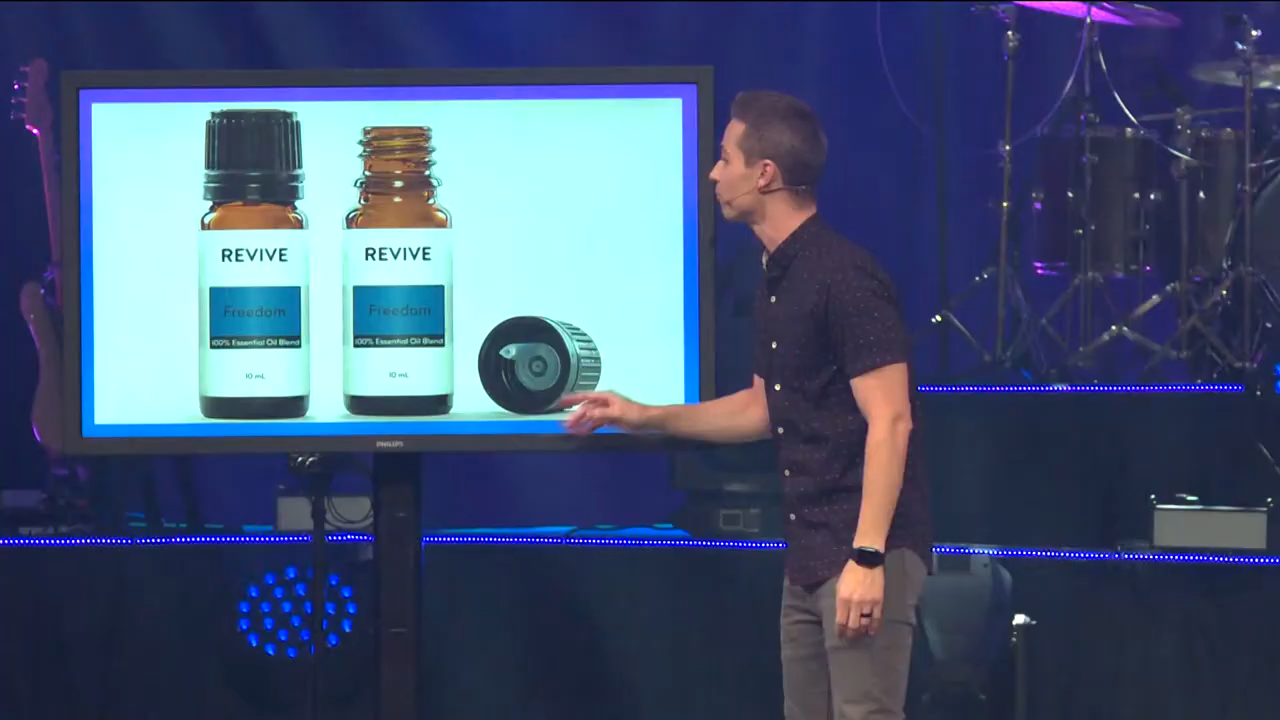 REVIVE
Freedom
100% Essential Oil Blend
10 mL
REVIVE
Freedom
100% Essential Oil Blend
10 mL
PHILIPS